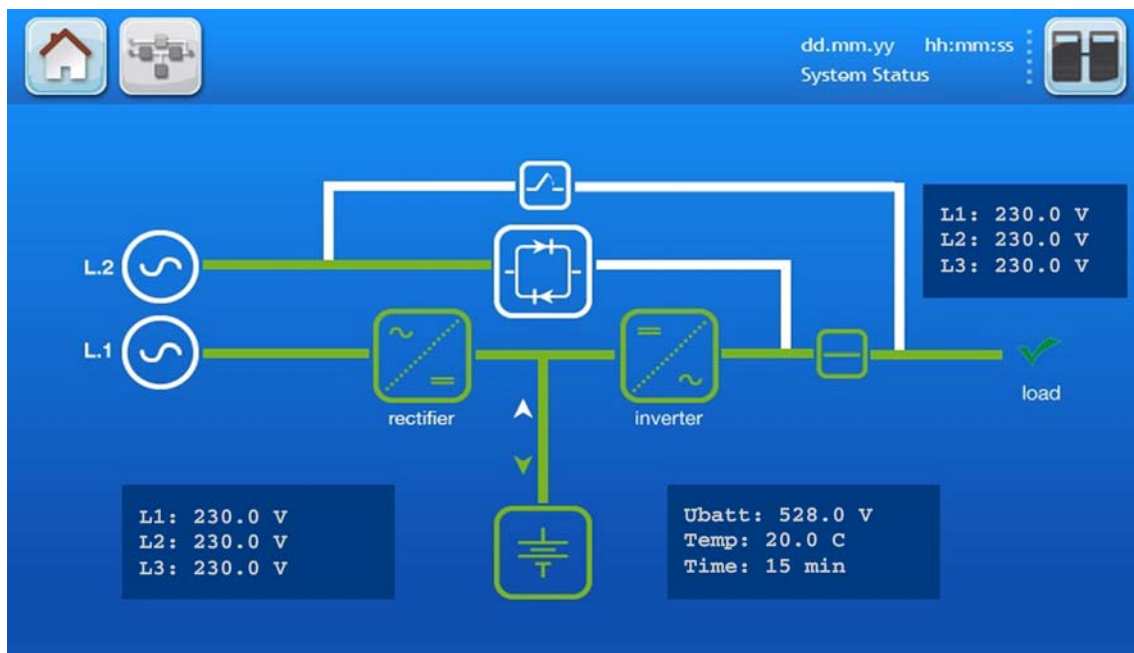 dd.mm.yy hh:mm:ss
System Status
L1: 230.0 V
L2: 230.0 V
L3: 230.0 V
L.2
L.1
load
rectifier
inverter
L1: 230.0 V
L2: 230.0 V
L3: 230.0 V
Ubatt: 528.0 V
Temp: 20.0 C
Time: 15 min